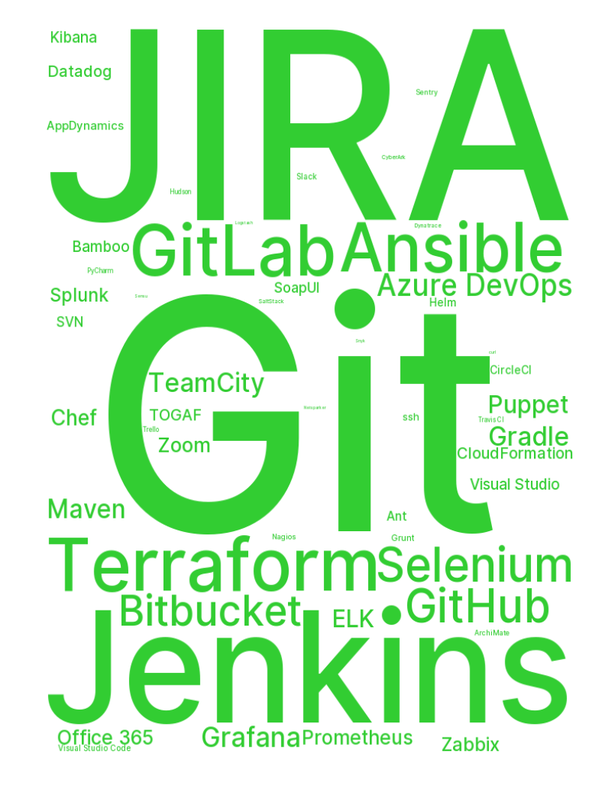 JIRA
Kibana
Datadog
AppDynamics
Sentry
CyberArk
Slack
Hudson
Dynatrace
GitLab
Ansible
Bamboo
PyCharm
Azure DevOps
SoapUI
Splunk
SaltStack
Helm
SVN
Git
TeamCity
CircleCI
Puppet
TOGAF
Chef
ssh
Travis CI
Trello
Gradle
Zoom
CloudFormation
Visual Studio
Maven
Ant
Nagios
Grunt
Terraform
Selenium
Bitbucket
ELK
GitHub
ArchiMate
Jenkins
Office 365
Grafana
Prometheus
Visual Studio Code
Zabbix